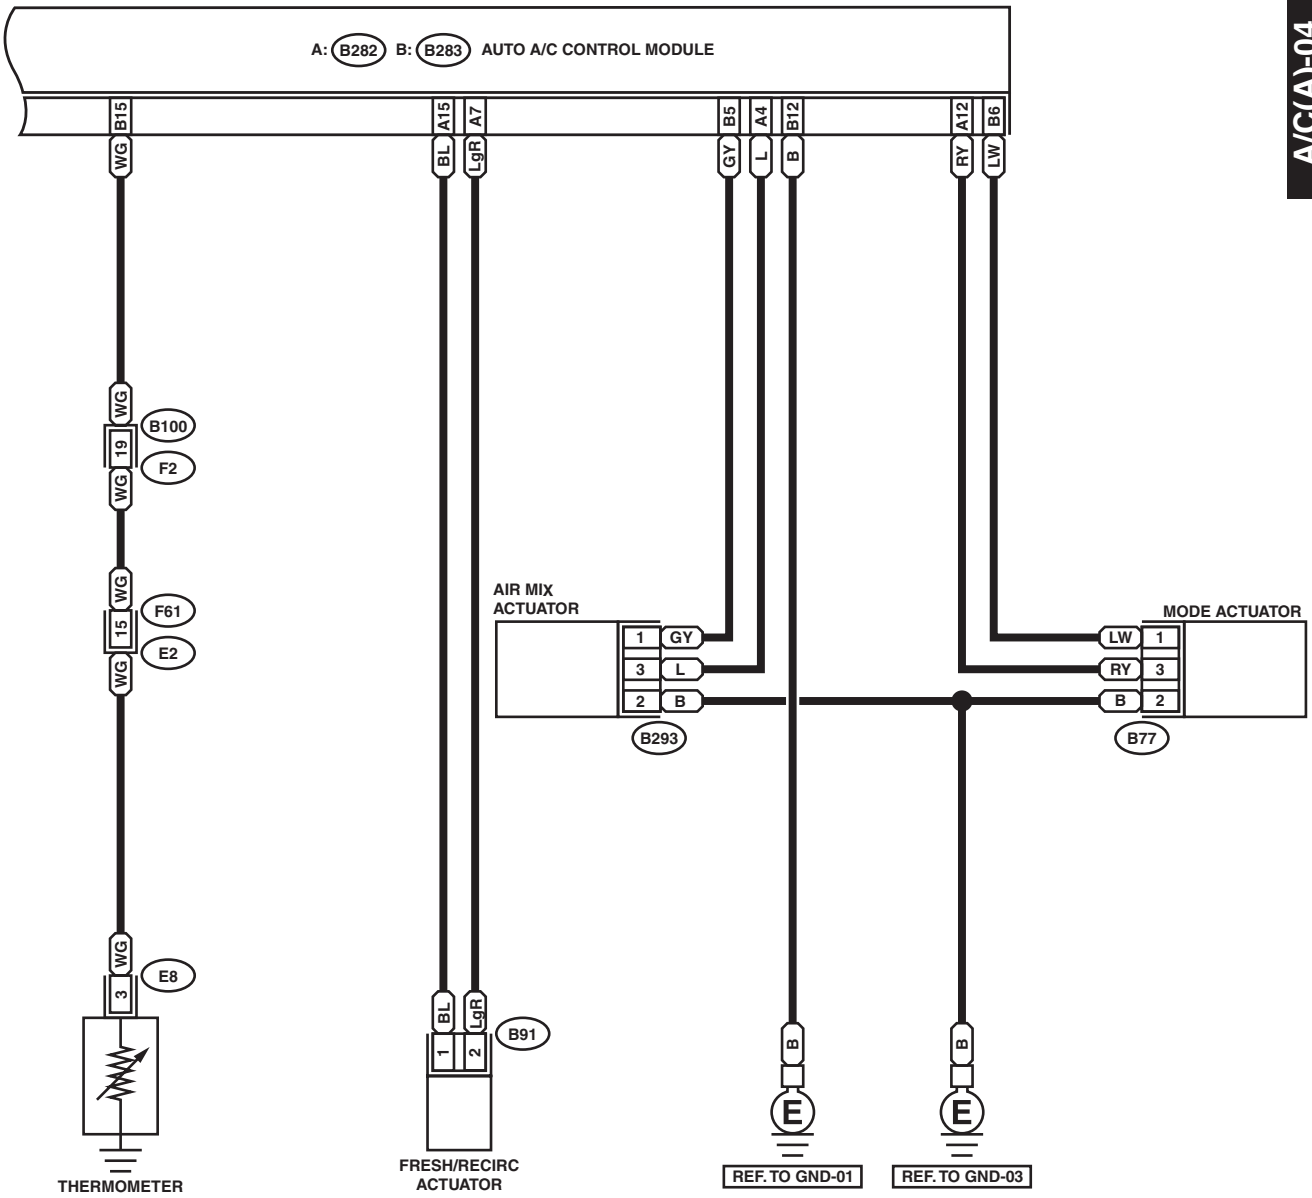 A/C(A)-04
A: B282 B: B283 AUTO A/C CONTROL MODULE
B15 A15 A7 B5 A4 B12 A12 B6
WG BL LgR GY L B RY LW
WG
B100
19
F2
WG
WG
F61
15
E2
WG
AIR MIX
ACTUATOR
MODE ACTUATOR
1 GY LW 1
3 L RY 3
2 B B 2
B293 B77
WG
E8
3
BL LgR
B91
1 2
B B
E E
THERMOMETER
FRESH/RECIRC
ACTUATOR
REF. TO GND-01
REF. TO GND-03